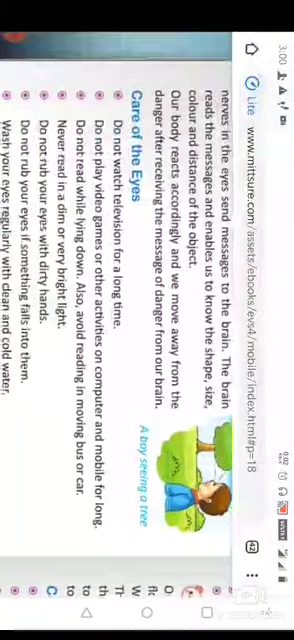 3:00
6:02
Lite www.mittsure.com/assets/ebooks/evs4/mobile/index.html#p=18
42
nerves in the eyes send messages to the brain. The brain
reads the messages and enables us to know the shape, size,
colour and distance of the object.
Our body reacts accordingly and we move away from the
danger after receiving the message of danger from our brain.
A boy seeing a tree
Care of the Eyes
Do not watch television for a long time.
Do not play video games or other activities on computer and mobile for long.
Do not read while lying down. Also, avoid reading in moving bus or car.
Never read in a dim or very bright light.
Do not rub your eyes with dirty hands.
Do not rub your eyes if something falls into them.
Wash your eyes regularly with clean and cold water.